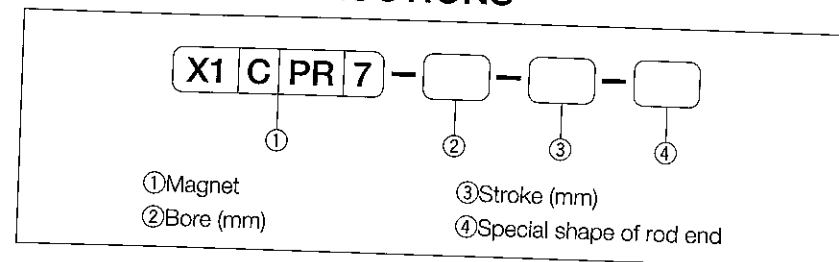 X1 C PR 7 - - -
① ② ③ ④
①Magnet ③Stroke (mm)
②Bore (mm) ④Special shape of rod end